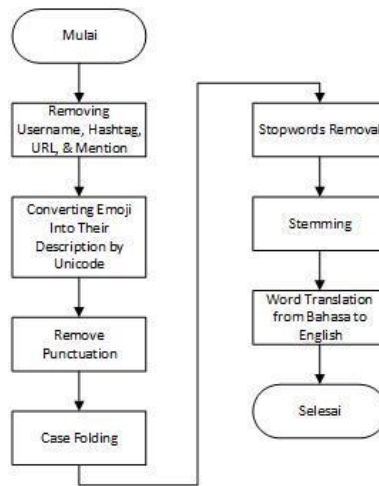 Mulai
Removing
Username, Hashtag,
URL, & Mention
Converting Emoji
Into Their
Description by
Unicode
Remove
Punctuation
Case Folding
Stopwords Removal
Stemming
Word Translation
from Bahasa to
English
Selesai